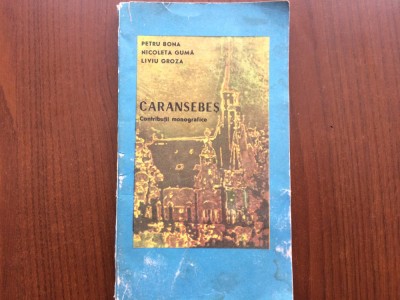 PETRU BONA
NICOLETA GUMĂ
LIVIU GROZA
CARANSEBEȘ
Contribuții monografice